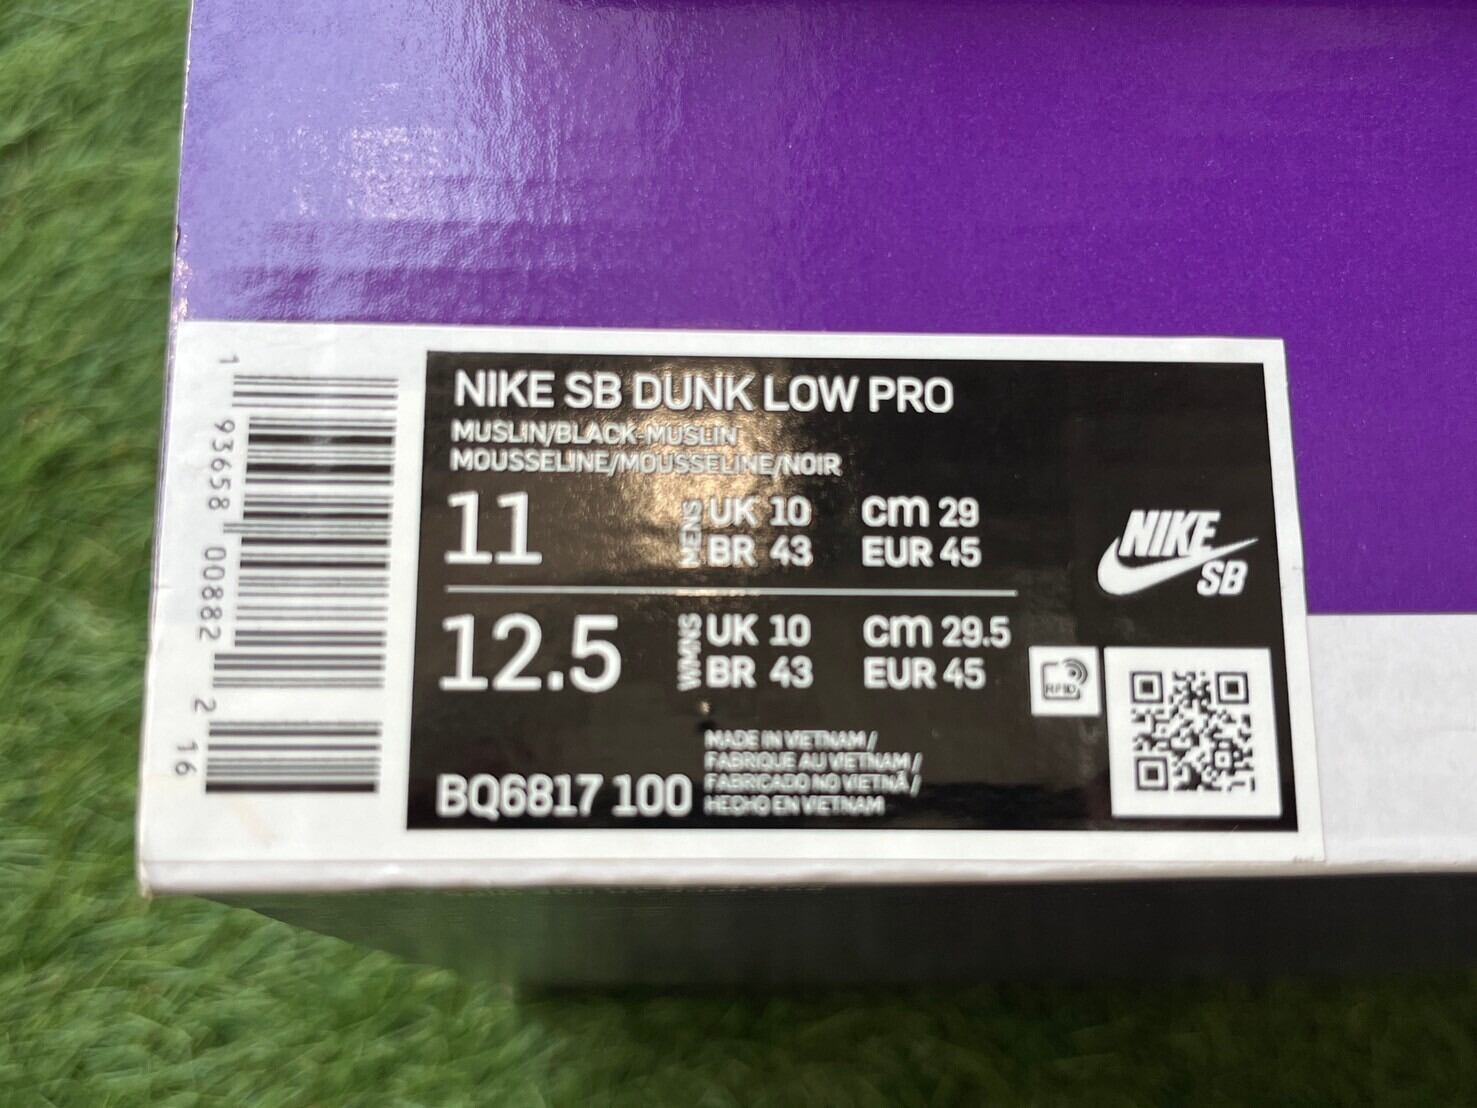 1 93658 00882 2 16
NIKE SB DUNK LOW PRO
MUSLIN/BLACK-MUSLIN
MOUSSELINE/MOUSSELINE/NOIR
11
MENS
UK 10 cm 29
BR 43 EUR 45
12.5
WMNS
UK 10 cm 29.5
BR 43 EUR 45
NIKE
SB
RFID
BQ6817 100
MADE IN VIETNAM /
FABRIQUE AU VIETNAM /
FABRICADO NO VIETNÃ /
HECHO EN VIETNAM